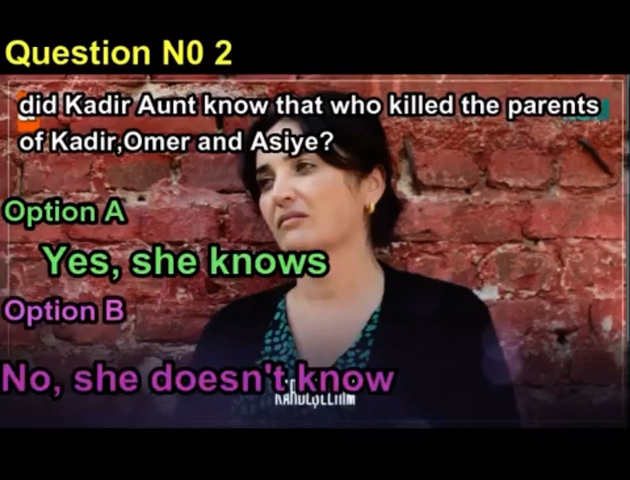 Question N0 2
did Kadir Aunt know that who killed the parents
of Kadir,Omer and Asiye?
Option A
Yes, she knows
Option B
No, she doesn't know